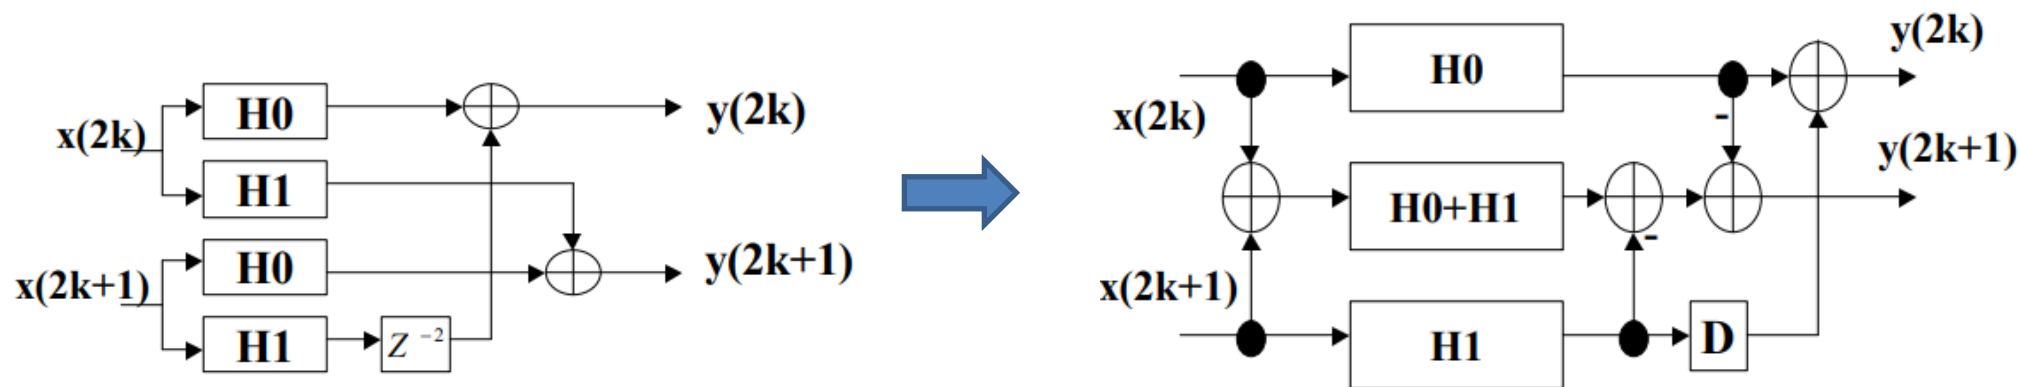 x(2k)
H0
H1
y(2k)
x(2k+1)
H0
H1
Z⁻²
y(2k+1)
x(2k)
H0
y(2k)
-
H0+H1
-
y(2k+1)
x(2k+1)
H1
D